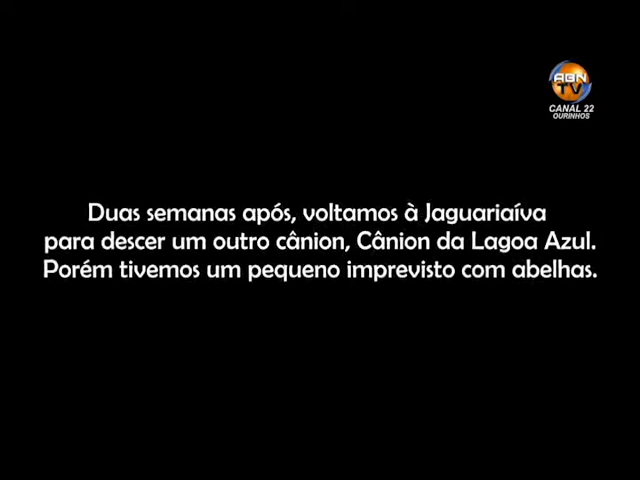 ABN
TV
CANAL 22
OURINHOS
Duas semanas após, voltamos à Jaguariaíva
para descer um outro cânion, Cânion da Lagoa Azul.
Porém tivemos um pequeno imprevisto com abelhas.